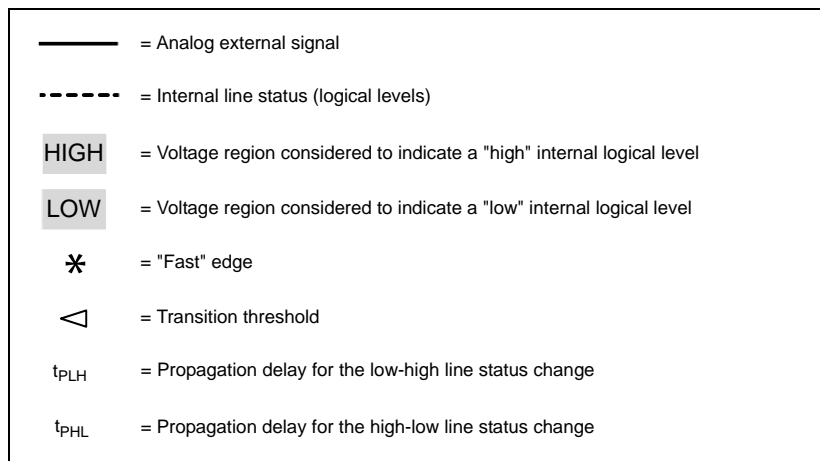 = Analog external signal
= Internal line status (logical levels)
HIGH = Voltage region considered to indicate a "high" internal logical level
LOW = Voltage region considered to indicate a "low" internal logical level
* = "Fast" edge
= Transition threshold
tPLH = Propagation delay for the low-high line status change
tPHL = Propagation delay for the high-low line status change